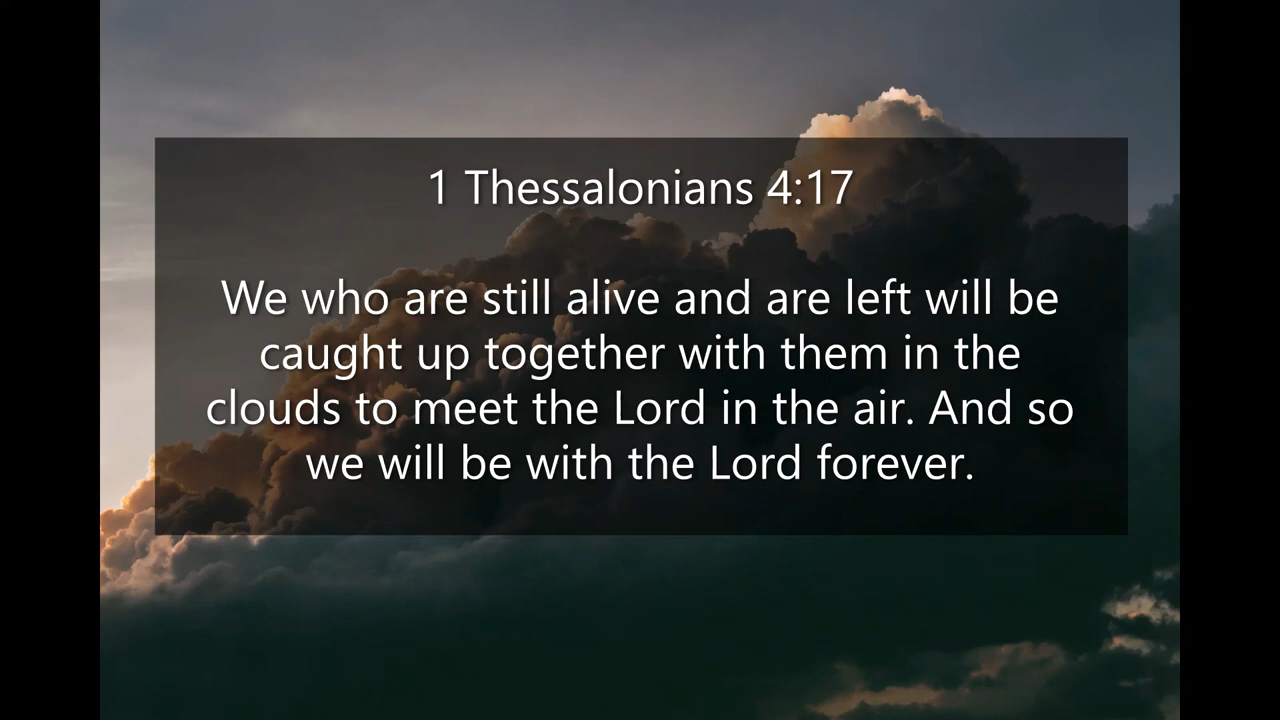 1 Thessalonians 4:17
We who are still alive and are left will be
caught up together with them in the
clouds to meet the Lord in the air. And so
we will be with the Lord forever.